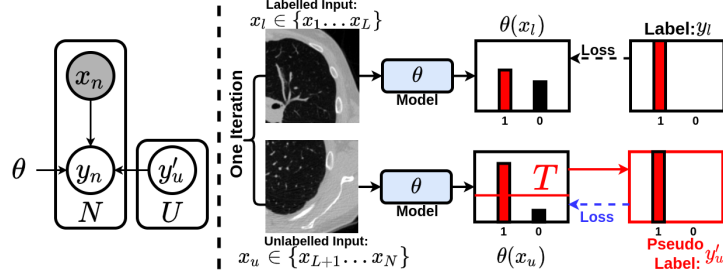 x_n
θ
y_n
y'_u
N
U
One Iteration
Labelled Input:
x_l ∈ {x_1...x_L}
θ
Model
θ(x_l)
1 0
Loss
Label: y_l
1 0
θ
Model
T
1 0
θ(x_u)
Loss
1 0
Pseudo
Label: y'_u
Unlabelled Input:
x_u ∈ {x_{L+1}...x_N}